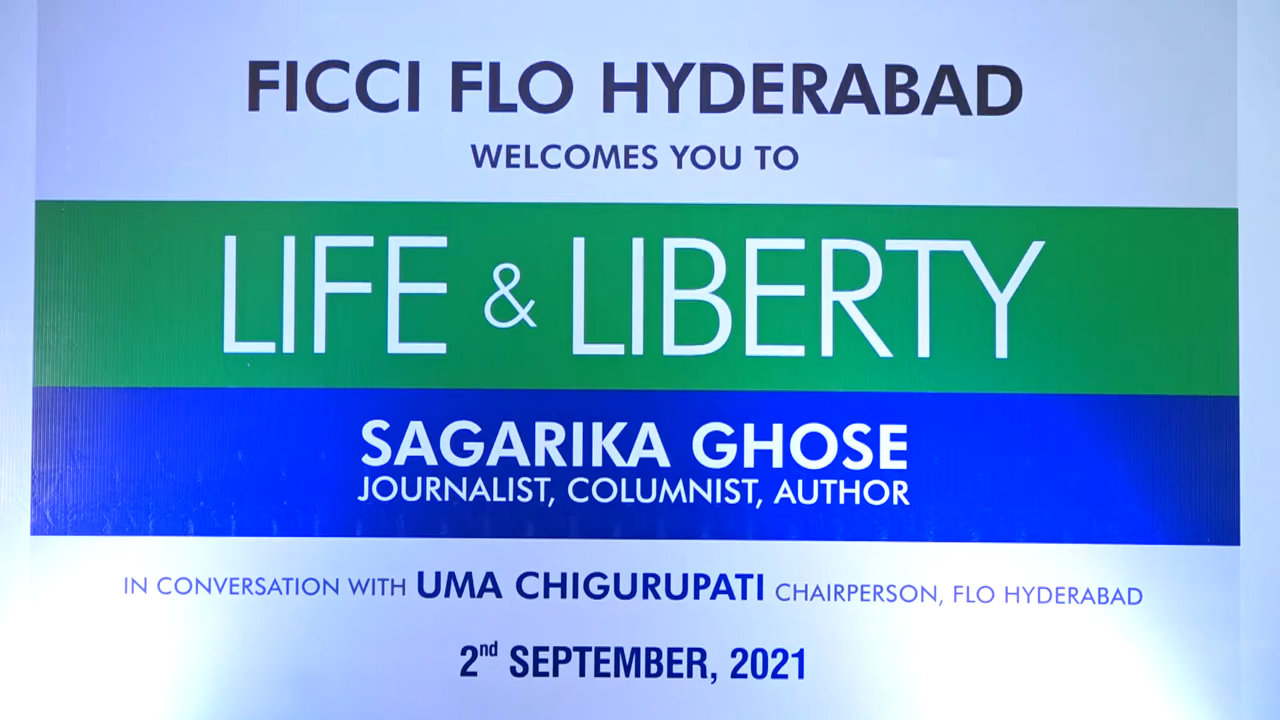 FICCI FLO HYDERABAD
WELCOMES YOU TO
LIFE & LIBERTY
SAGARIKA GHOSE
JOURNALIST, COLUMNIST, AUTHOR
IN CONVERSATION WITH UMA CHIGURUPATI CHAIRPERSON, FLO HYDERABAD
2nd SEPTEMBER, 2021